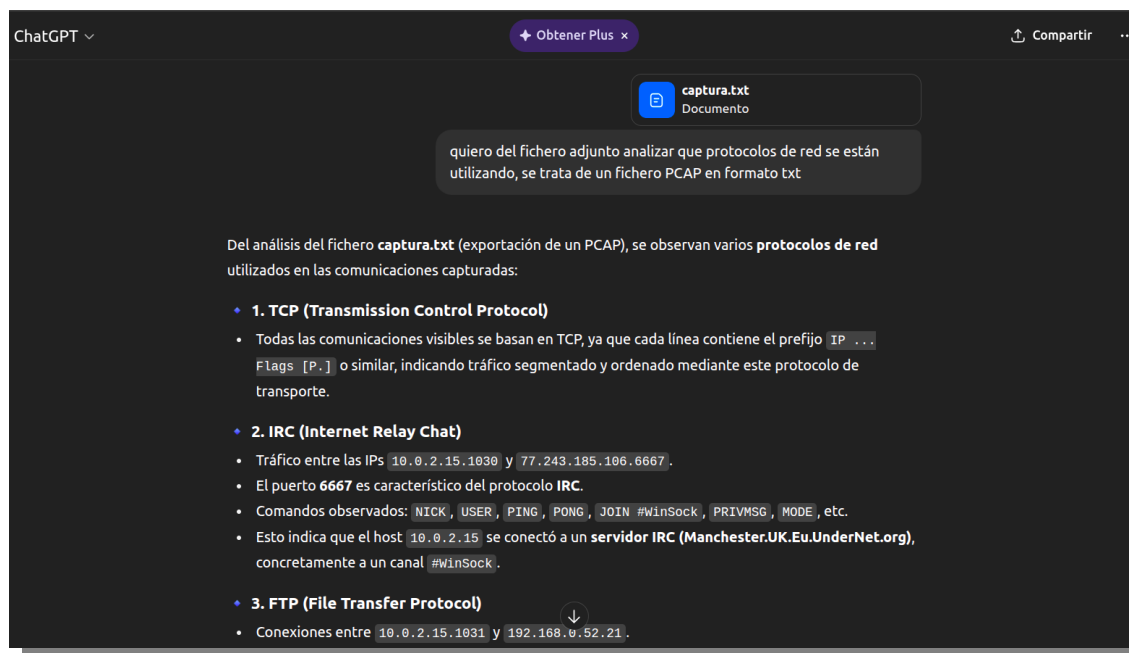 ChatGPT
Obtener Plus ×
Compartir
captura.txt
Documento
quiero del fichero adjunto analizar que protocolos de red se están
utilizando, se trata de un fichero PCAP en formato txt
Del análisis del fichero captura.txt (exportación de un PCAP), se observan varios protocolos de red
utilizados en las comunicaciones capturadas:
1. TCP (Transmission Control Protocol)
• Todas las comunicaciones visibles se basan en TCP, ya que cada línea contiene el prefijo IP ...
Flags [P.] o similar, indicando tráfico segmentado y ordenado mediante este protocolo de
transporte.
2. IRC (Internet Relay Chat)
• Tráfico entre las IPs 10.0.2.15.1030 y 77.243.185.106.6667.
• El puerto 6667 es característico del protocolo IRC.
• Comandos observados: NICK, USER, PING, PONG, JOIN #WinSock, PRIVMSG, MODE, etc.
• Esto indica que el host 10.0.2.15 se conectó a un servidor IRC (Manchester.UK.Eu.UnderNet.org),
concretamente a un canal #WinSock.
3. FTP (File Transfer Protocol)
• Conexiones entre 10.0.2.15.1031 y 192.168.0.52.21.